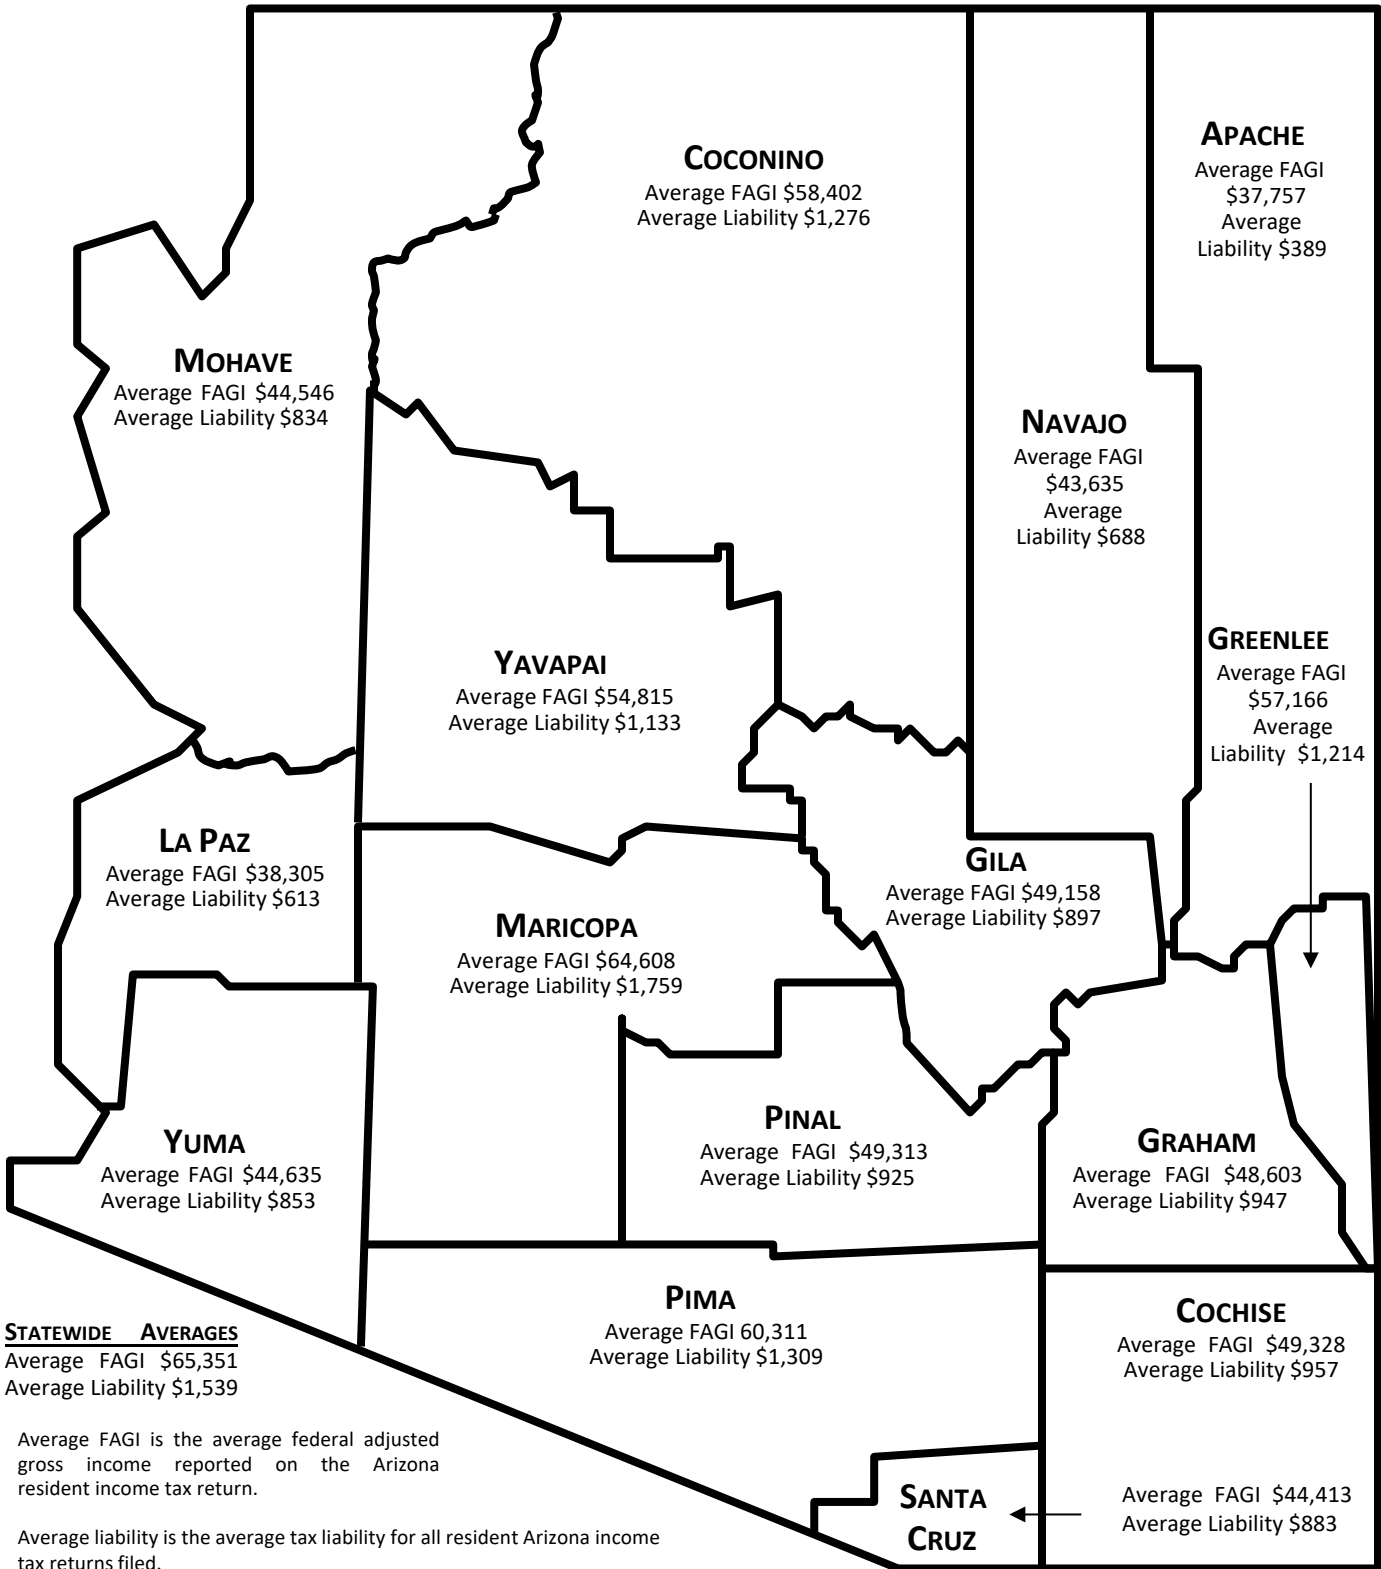 COCONINO
Average FAGI $58,402
Average Liability $1,276
APACHE
Average FAGI
$37,757
Average
Liability $389
MOHAVE
Average FAGI $44,546
Average Liability $834
NAVAJO
Average FAGI
$43,635
Average
Liability $688
YAVAPAI
Average FAGI $54,815
Average Liability $1,133
GREENLEE
Average FAGI
$57,166
Average
Liability $1,214
LA PAZ
Average FAGI $38,305
Average Liability $613
GILA
Average FAGI $49,158
Average Liability $897
MARICOPA
Average FAGI $64,608
Average Liability $1,759
PINAL
Average FAGI $49,313
Average Liability $925
YUMA
Average FAGI $44,635
Average Liability $853
GRAHAM
Average FAGI $48,603
Average Liability $947
PIMA
Average FAGI 60,311
Average Liability $1,309
COCHISE
Average FAGI $49,328
Average Liability $957
STATEWIDE AVERAGES
Average FAGI $65,351
Average Liability $1,539
SANTA
CRUZ
Average FAGI $44,413
Average Liability $883
Average FAGI is the average federal adjusted
gross income reported on the Arizona
resident income tax return.
Average liability is the average tax liability for all resident Arizona income
tax returns filed.